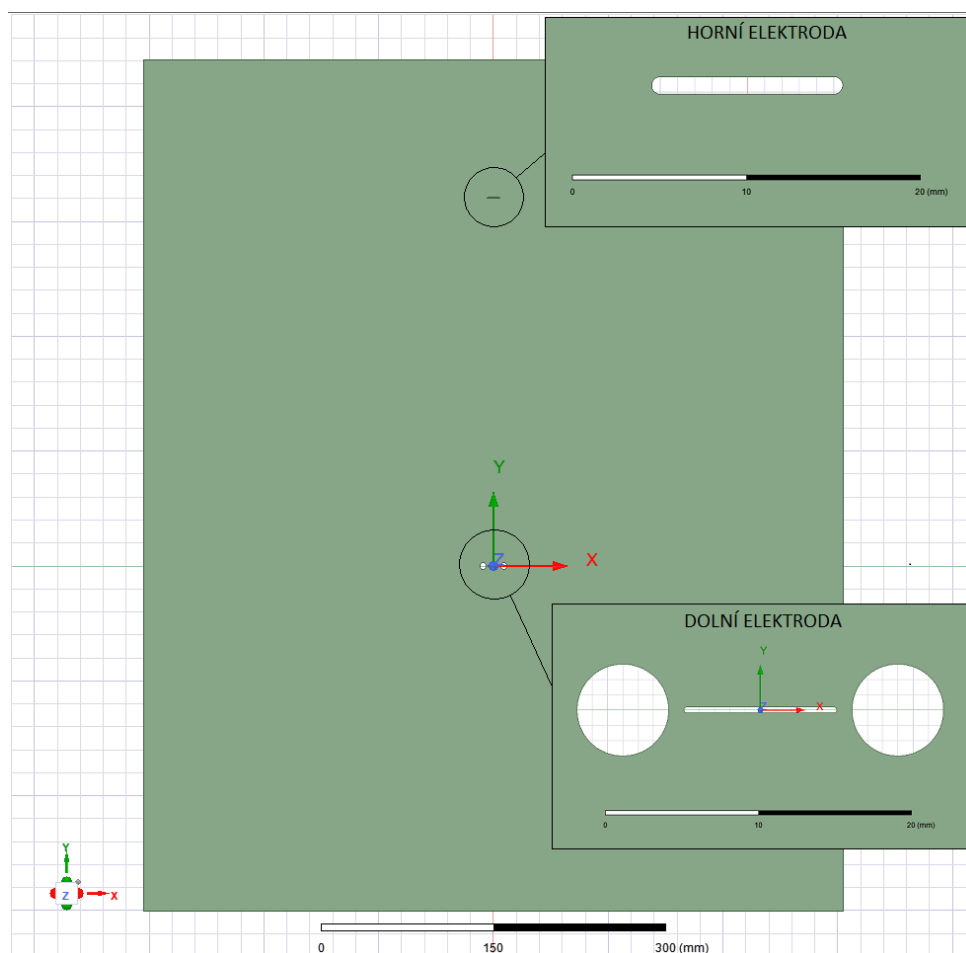 HORNÍ ELEKTRODA
0 10 20 (mm)
Y
X
Z
DOLNÍ ELEKTRODA
Y
X
Z
0 10 20 (mm)
Y
Z
X
0 150 300 (mm)